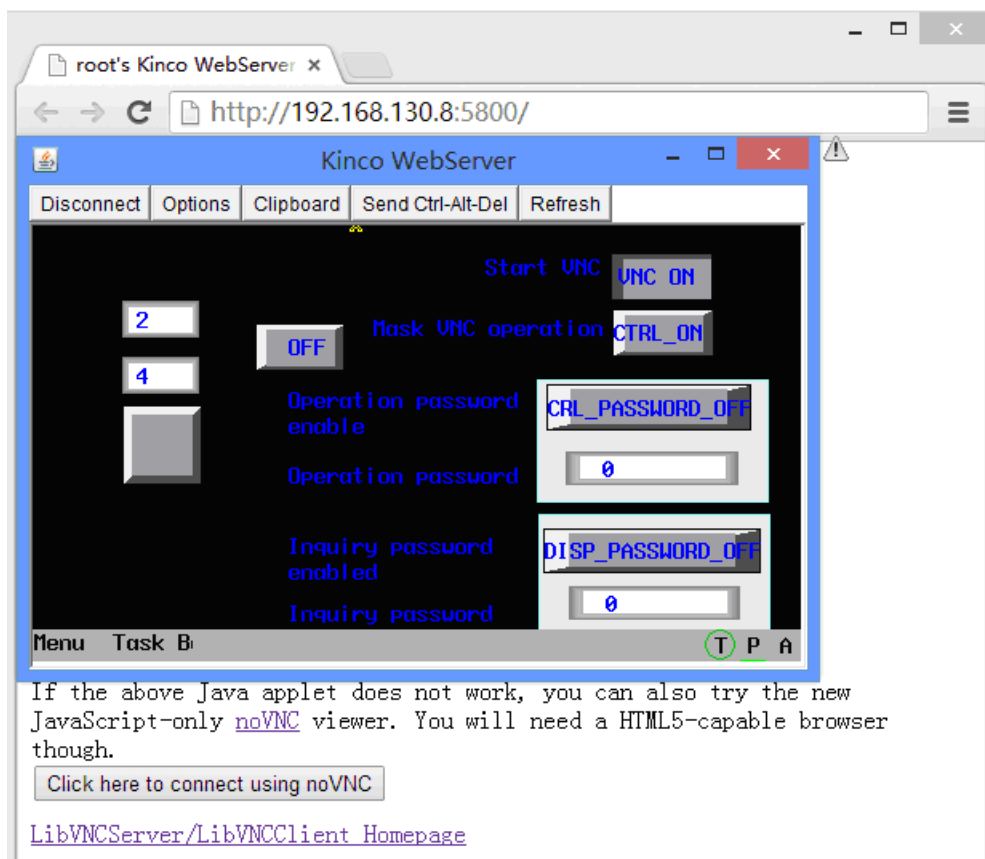 root's Kinco WebServer
http://192.168.130.8:5800/
Kinco WebServer
Disconnect Options Clipboard Send Ctrl-Alt-Del Refresh
Start VNC VNC ON
2
OFF Mask VNC operation CTRL_ON
4
Operation password
enable
CRL_PASSWORD_OFF
Operation password 0
Inquiry password
enabled
DISP_PASSWORD_OFF
Inquiry password 0
Menu Task B T P A
If the above Java applet does not work, you can also try the new
JavaScript-only noVNC viewer. You will need a HTML5-capable browser
though.
Click here to connect using noVNC
LibVNCServer/LibVNCClient Homepage